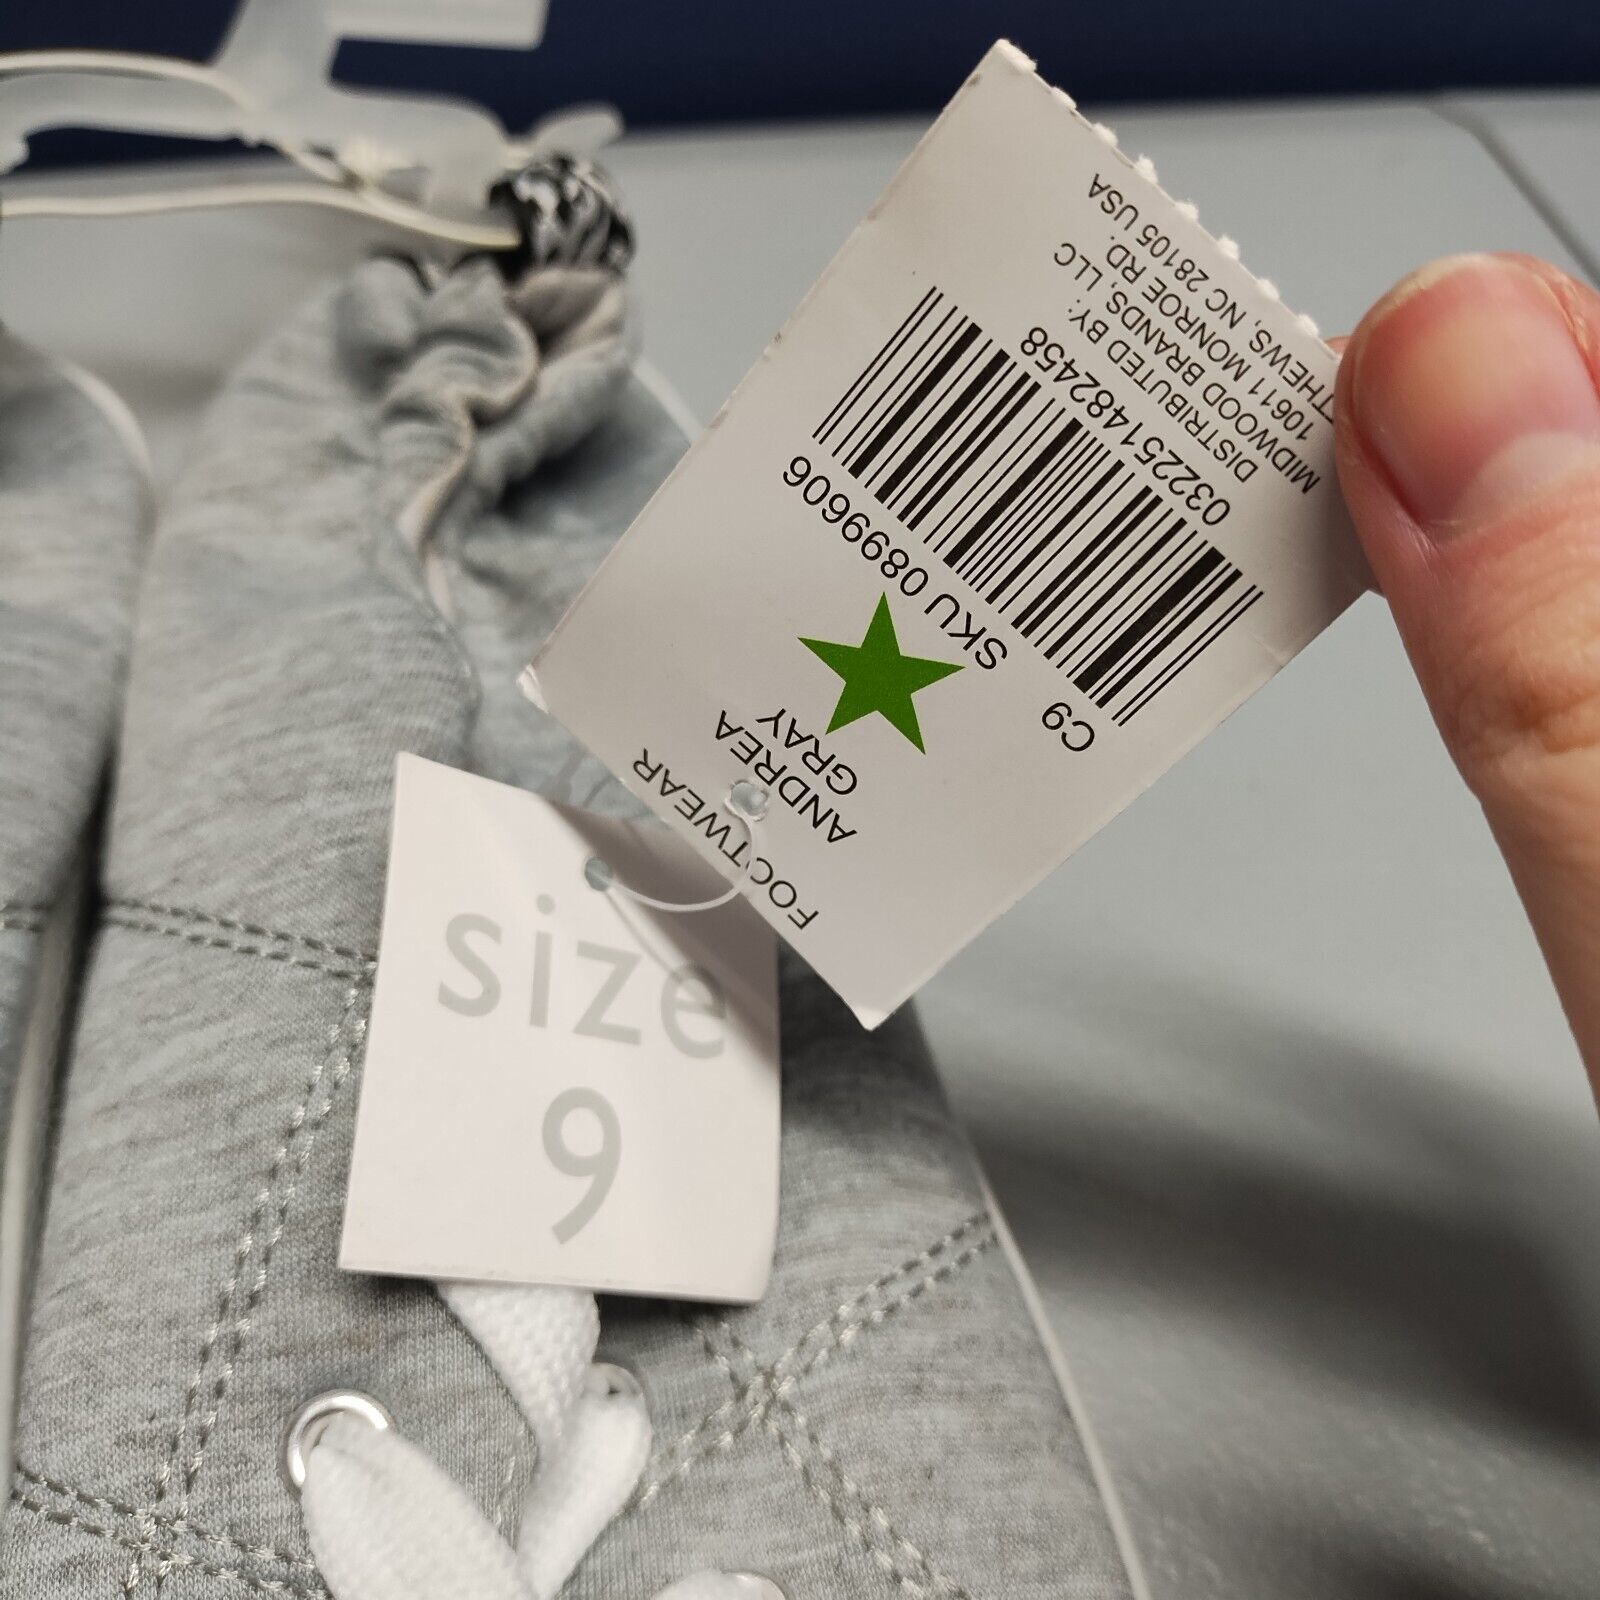 FOOTWEAR
ANDREA
GRAY
C9
SKU 0899606
032251482458
DISTRIBUTED BY:
MIDWOOD BRANDS, LLC
10611 MONROE RD.
THEWS, NC 28105 USA
size
9